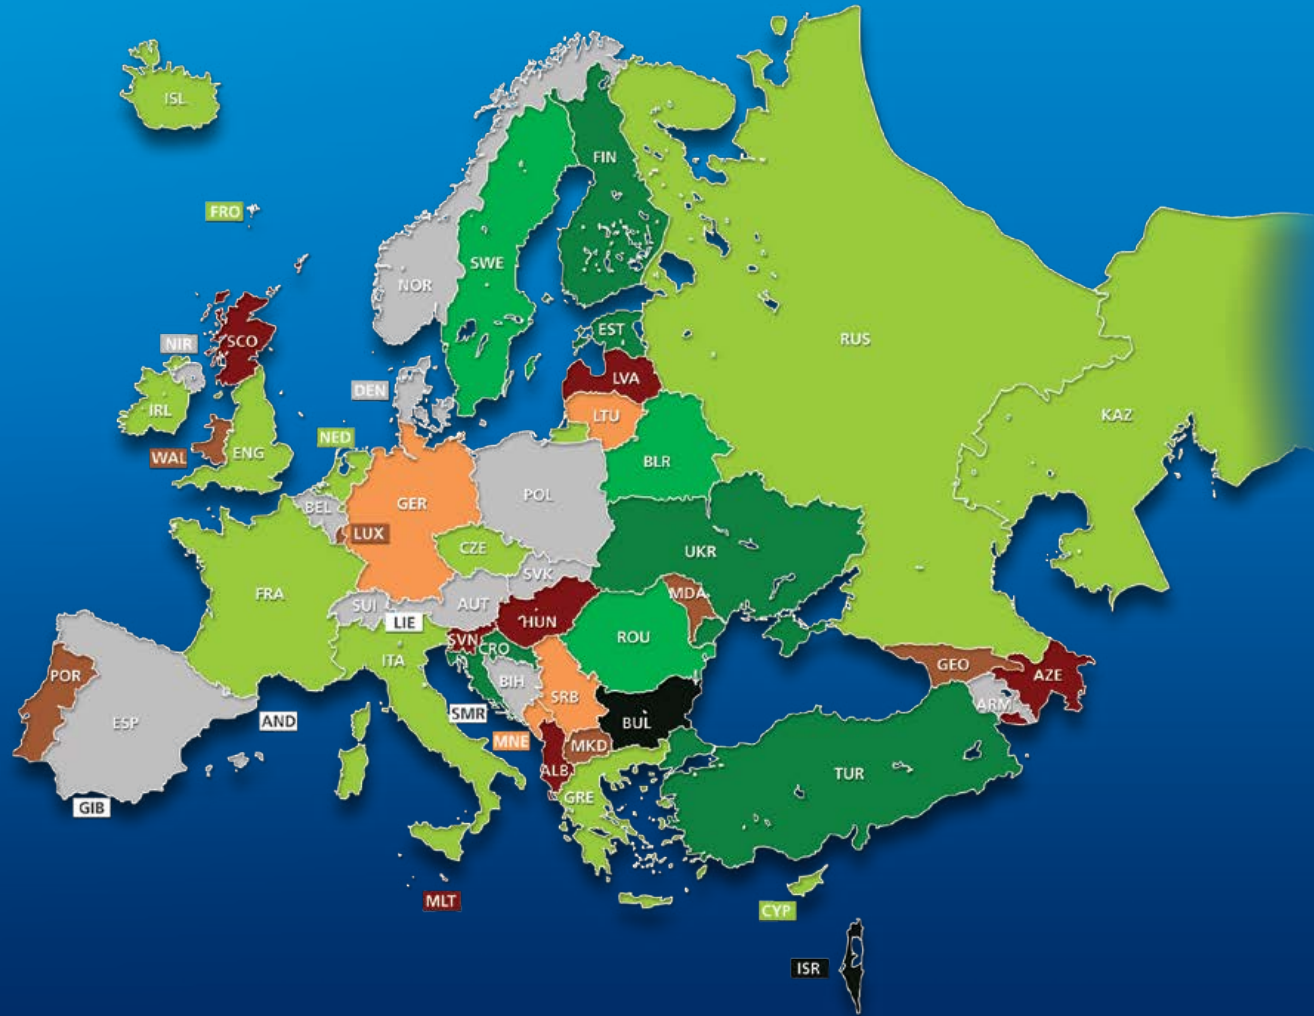 ISL
FIN
FRO
SWE
NOR
EST
RUS
SCO
NIR
LVA
DEN
IRL
LTU
KAZ
NED
WAL
ENG
BLR
POL
GER
BEL
LUX
CZE
UKR
SVK
FRA
MDA
SUI
AUT
LIE
HUN
ROU
SVN
CRO
ITA
GEO
POR
AZE
BIH
SRB
ARM
SMR
AND
ESP
BUL
MNE
MKD
ALB
TUR
GRE
GIB
MLT
CYP
ISR